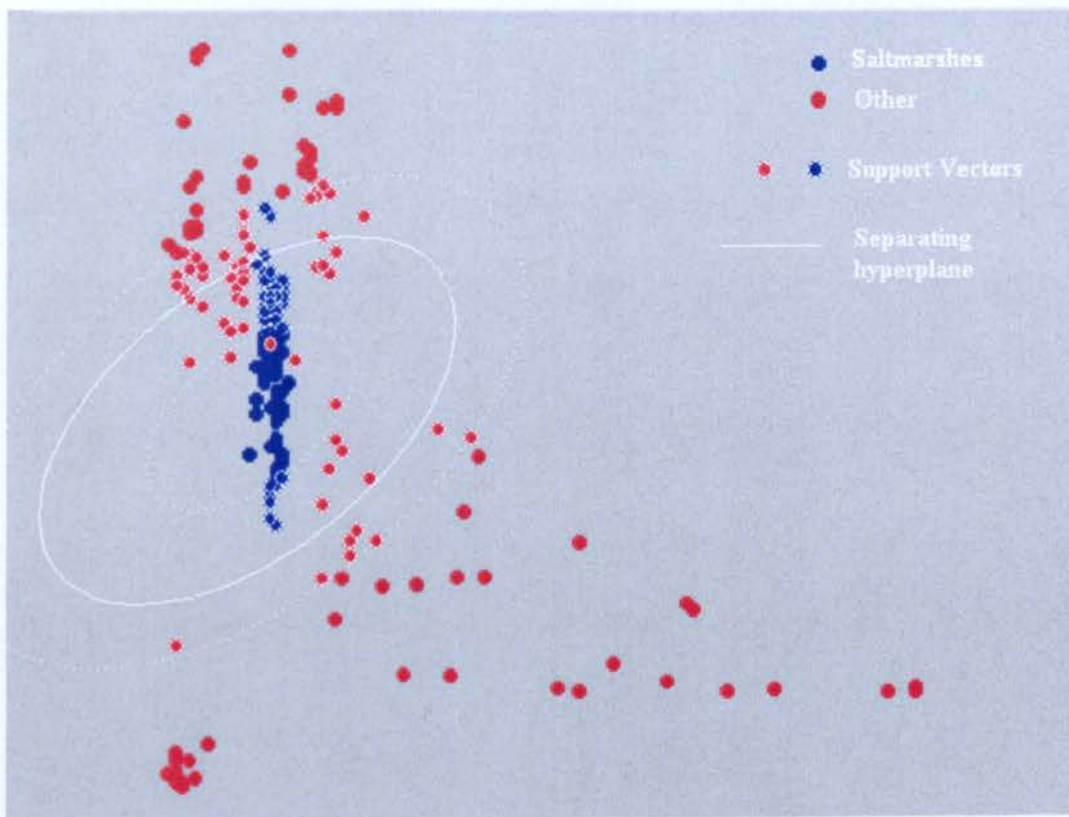 Saltmarshes
Other
Support Vectors
Separating
hyperplane